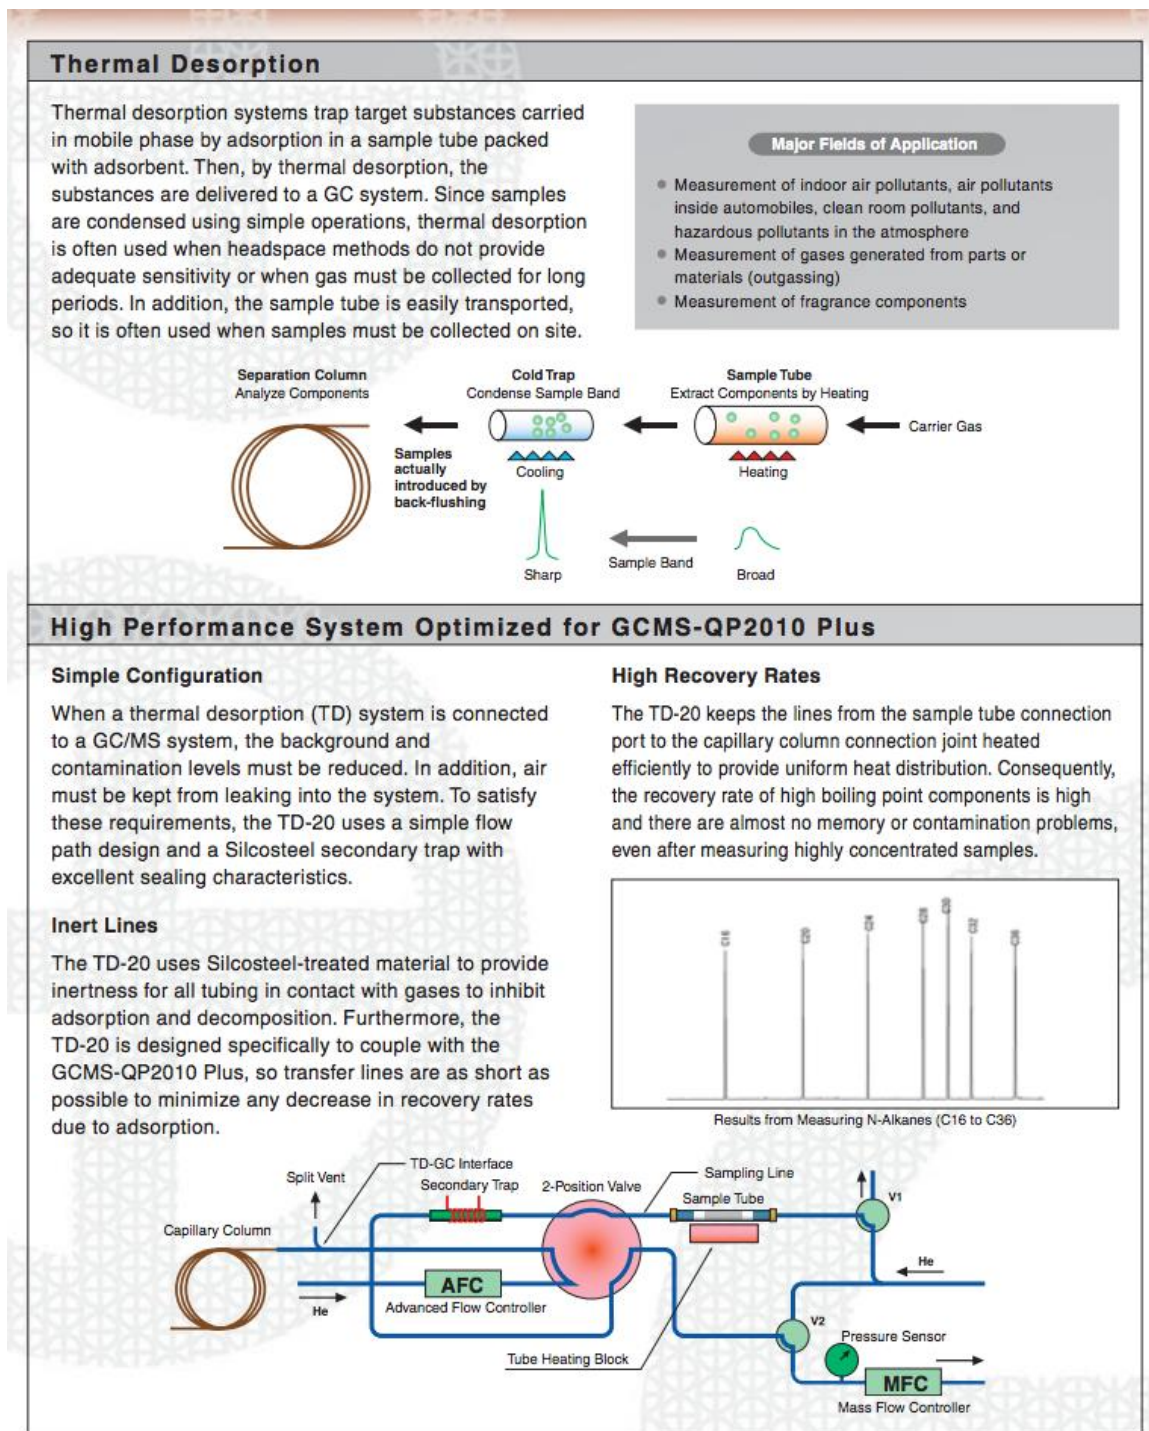 Thermal Desorption
Thermal desorption systems trap target substances carried
in mobile phase by adsorption in a sample tube packed
with adsorbent. Then, by thermal desorption, the
substances are delivered to a GC system. Since samples
are condensed using simple operations, thermal desorption
is often used when headspace methods do not provide
adequate sensitivity or when gas must be collected for long
periods. In addition, the sample tube is easily transported,
so it is often used when samples must be collected on site.
Major Fields of Application
Measurement of indoor air pollutants, air pollutants
inside automobiles, clean room pollutants, and
hazardous pollutants in the atmosphere
Measurement of gases generated from parts or
materials (outgassing)
Measurement of fragrance components
Separation Column
Analyze Components
Cold Trap
Condense Sample Band
Sample Tube
Extract Components by Heating
Carrier Gas
Samples
actually
introduced by
back-flushing
Cooling
Heating
Sample Band
Sharp
Broad
High Performance System Optimized for GCMS-QP2010 Plus
Simple Configuration
When a thermal desorption (TD) system is connected
to a GC/MS system, the background and
contamination levels must be reduced. In addition, air
must be kept from leaking into the system. To satisfy
these requirements, the TD-20 uses a simple flow
path design and a Silcosteel secondary trap with
excellent sealing characteristics.
Inert Lines
The TD-20 uses Silcosteel-treated material to provide
inertness for all tubing in contact with gases to inhibit
adsorption and decomposition. Furthermore, the
TD-20 is designed specifically to couple with the
GCMS-QP2010 Plus, so transfer lines are as short as
possible to minimize any decrease in recovery rates
due to adsorption.
High Recovery Rates
The TD-20 keeps the lines from the sample tube connection
port to the capillary column connection joint heated
efficiently to provide uniform heat distribution. Consequently,
the recovery rate of high boiling point components is high
and there are almost no memory or contamination problems,
even after measuring highly concentrated samples.
C16
C20
C24
C28
C30
C32
C36
Results from Measuring N-Alkanes (C16 to C36)
Split Vent
TD-GC Interface
Secondary Trap
2-Position Valve
Sampling Line
Sample Tube
V1
Capillary Column
He
AFC
Advanced Flow Controller
He
V2
Pressure Sensor
Tube Heating Block
MFC
Mass Flow Controller